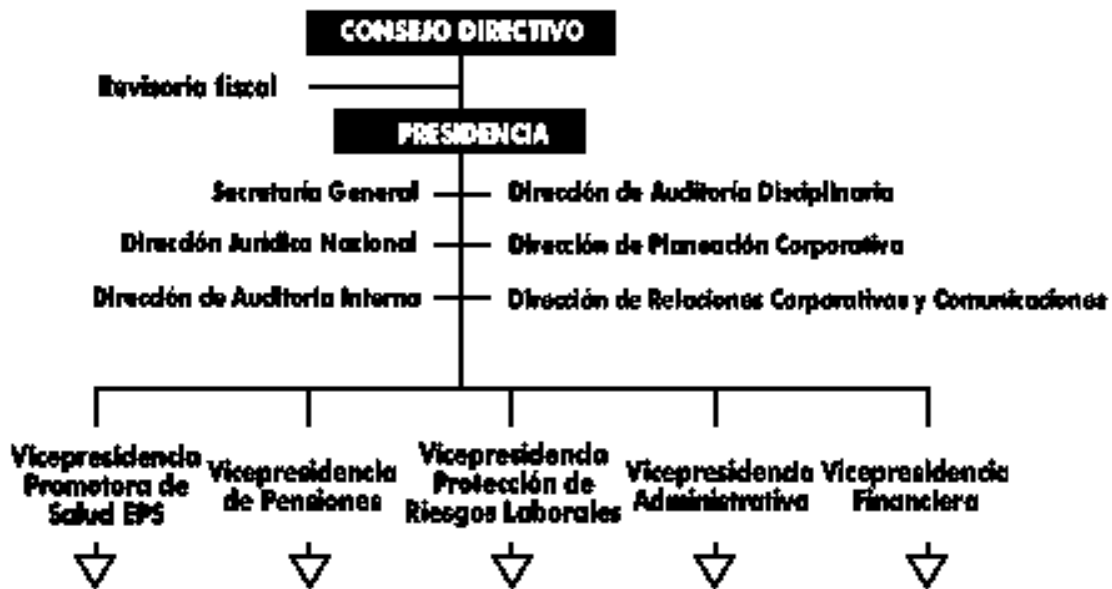 CONSEJO DIRECTIVO
Revisoría fiscal
PRESIDENCIA
Secretaría General
Dirección de Auditoría Disciplinaria
Dirección Jurídica Nacional
Dirección de Planeación Corporativa
Dirección de Auditoría Interna
Dirección de Relaciones Corporativas y Comunicaciones
Vicepresidencia
Promotora de
Salud EPS
Vicepresidencia
de Pensiones
Vicepresidencia
Protección de
Riesgos Laborales
Vicepresidencia
Administrativa
Vicepresidencia
Financiera